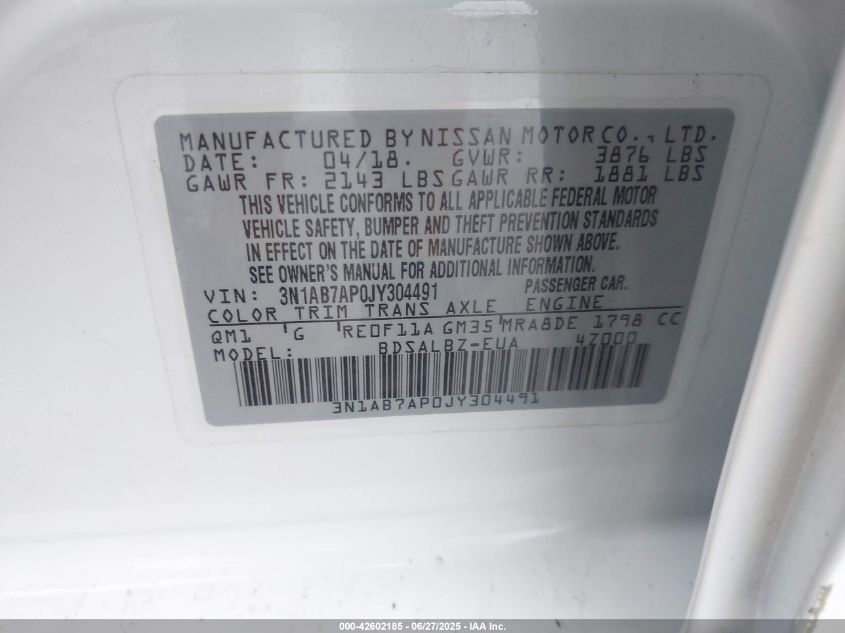 MANUFACTURED BY NISSAN MOTOR CO., LTD.
DATE: 04/18. GVWR: 3876 LBS
GAWR FR: 2143 LBS GAWR RR: 1881 LBS
THIS VEHICLE CONFORMS TO ALL APPLICABLE FEDERAL MOTOR
VEHICLE SAFETY, BUMPER AND THEFT PREVENTION STANDARDS
IN EFFECT ON THE DATE OF MANUFACTURE SHOWN ABOVE.
SEE OWNER'S MANUAL FOR ADDITIONAL INFORMATION.
VIN: 3N1AB7AP0JY304491 PASSENGER CAR.
COLOR TRIM TRANS AXLE ENGINE
QM1 'G 'RE0F11A GM35'MRA8DE 1798 CC
MODEL: BDSALBZ-EUA 4Z000
3N1AB7AP0JY304491
000-42602185 - 06/27/2025 - IAA Inc.